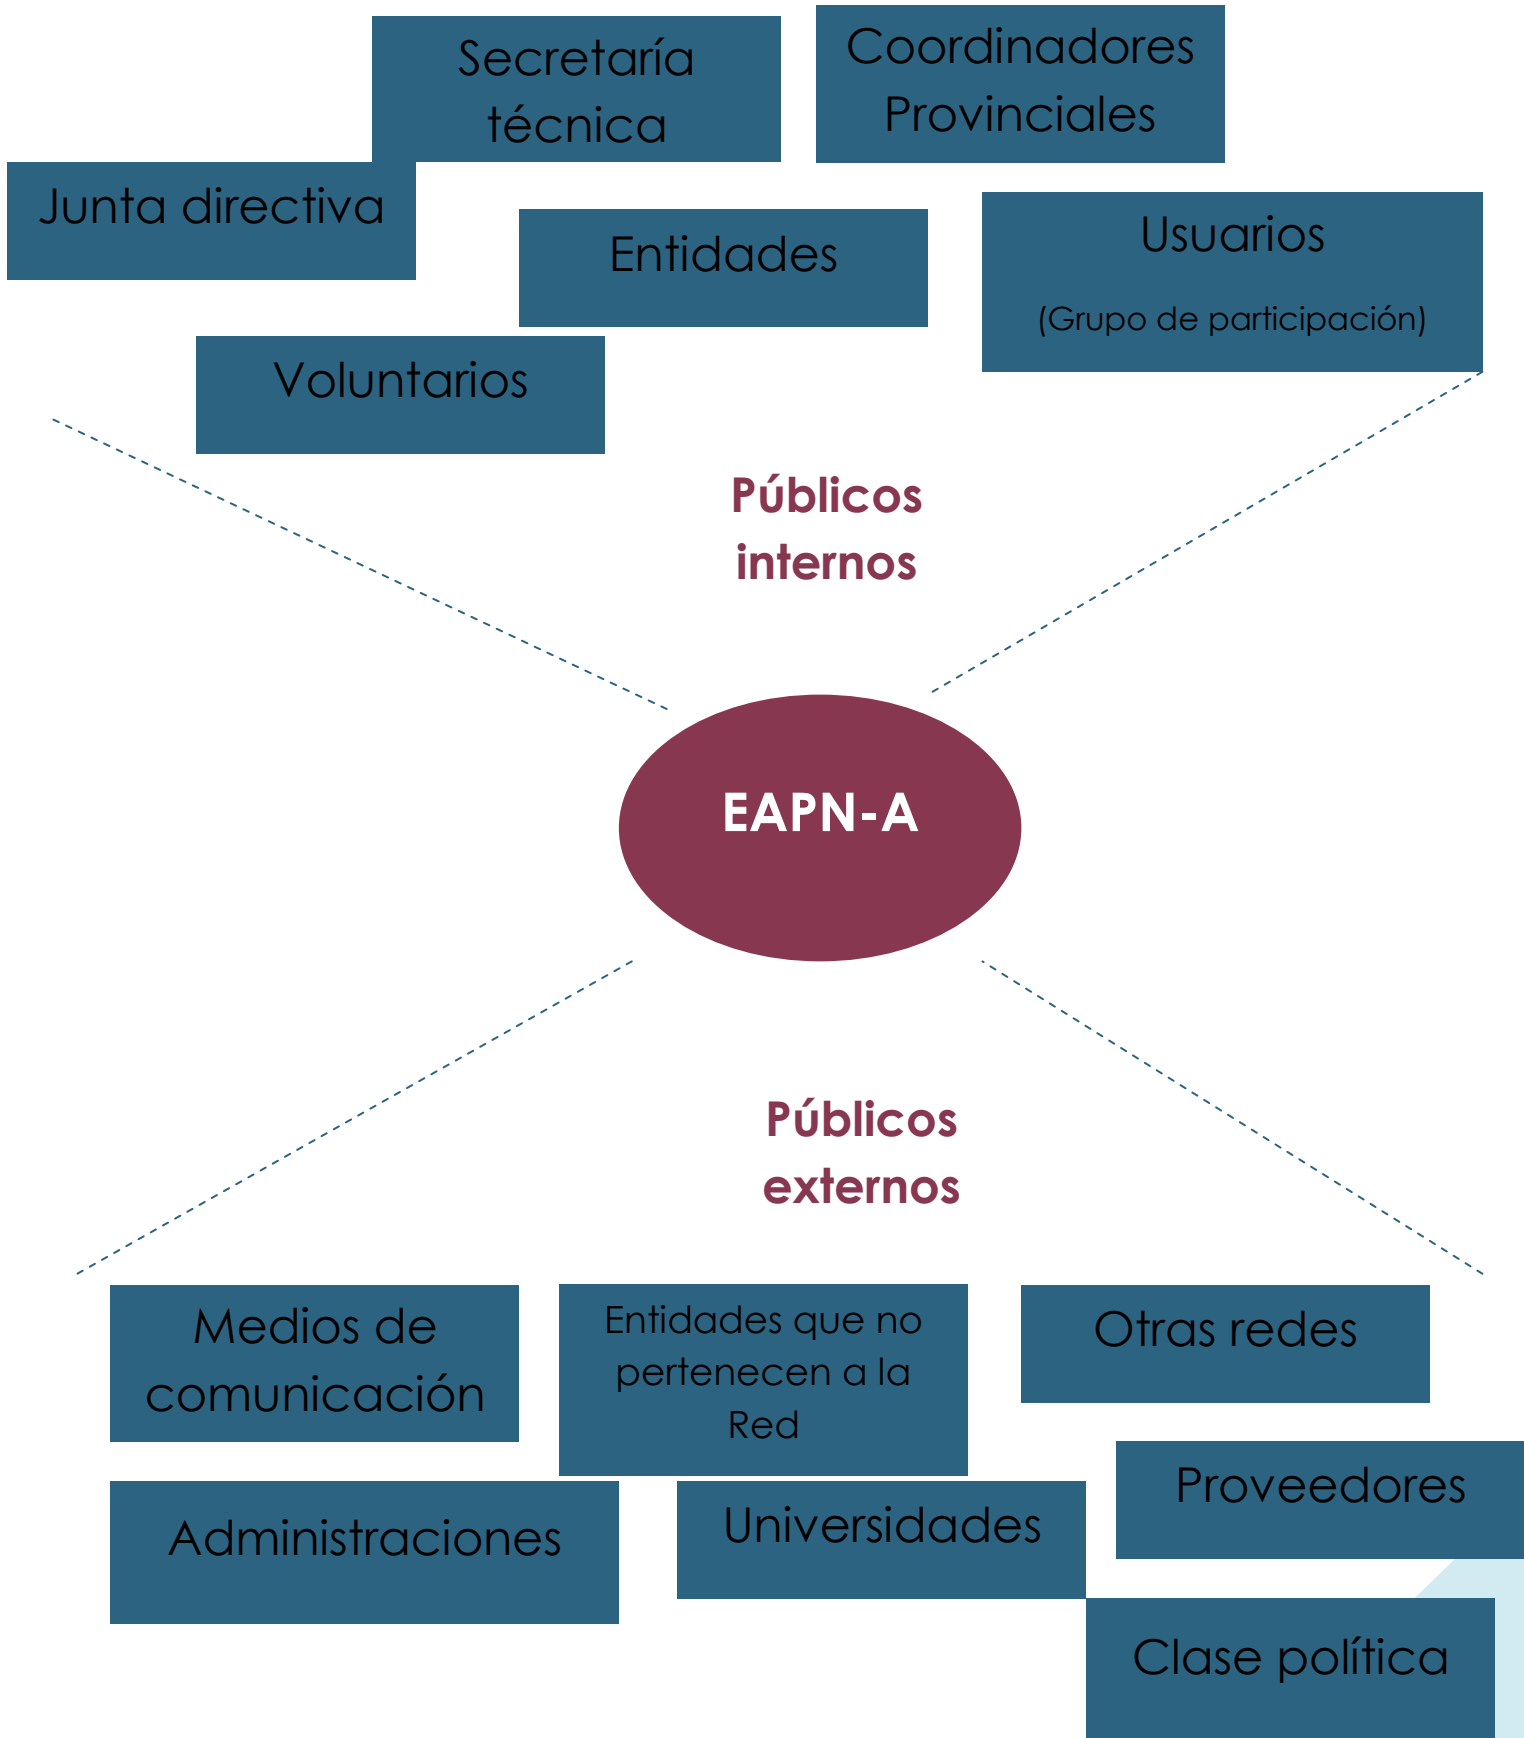 Secretaría
técnica
Coordinadores
Provinciales
Junta directiva
Entidades
Usuarios
(Grupo de participación)
Voluntarios
Públicos
internos
EAPN-A
Públicos
externos
Medios de
comunicación
Entidades que no
pertenecen a la
Red
Otras redes
Proveedores
Administraciones
Universidades
Clase política